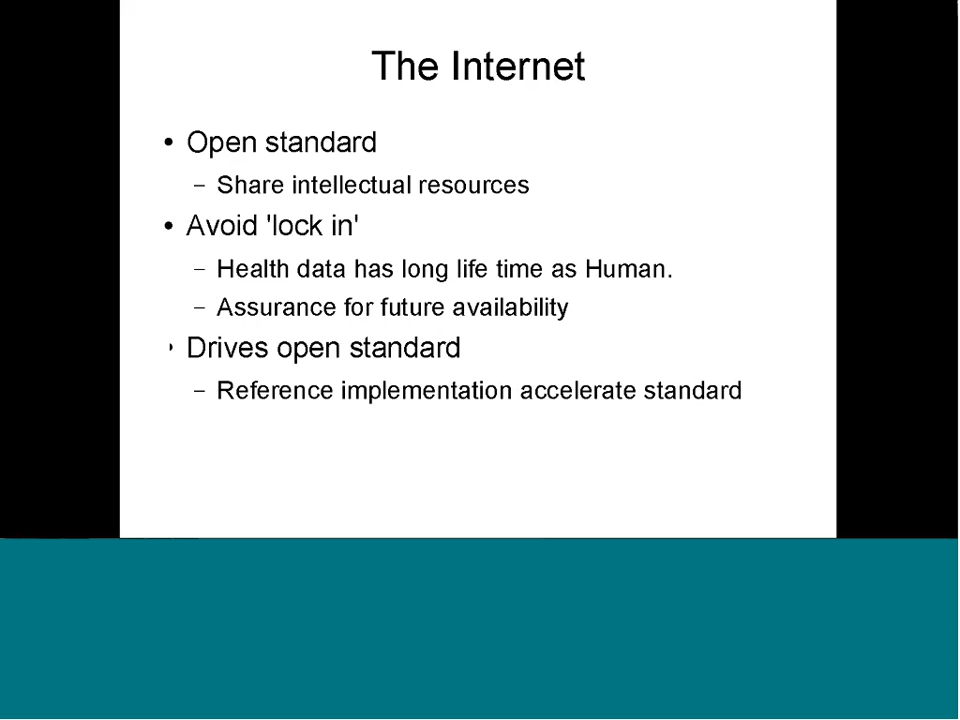 The Internet
• Open standard
– Share intellectual resources
• Avoid 'lock in'
– Health data has long life time as Human.
– Assurance for future availability
• Drives open standard
– Reference implementation accelerate standard